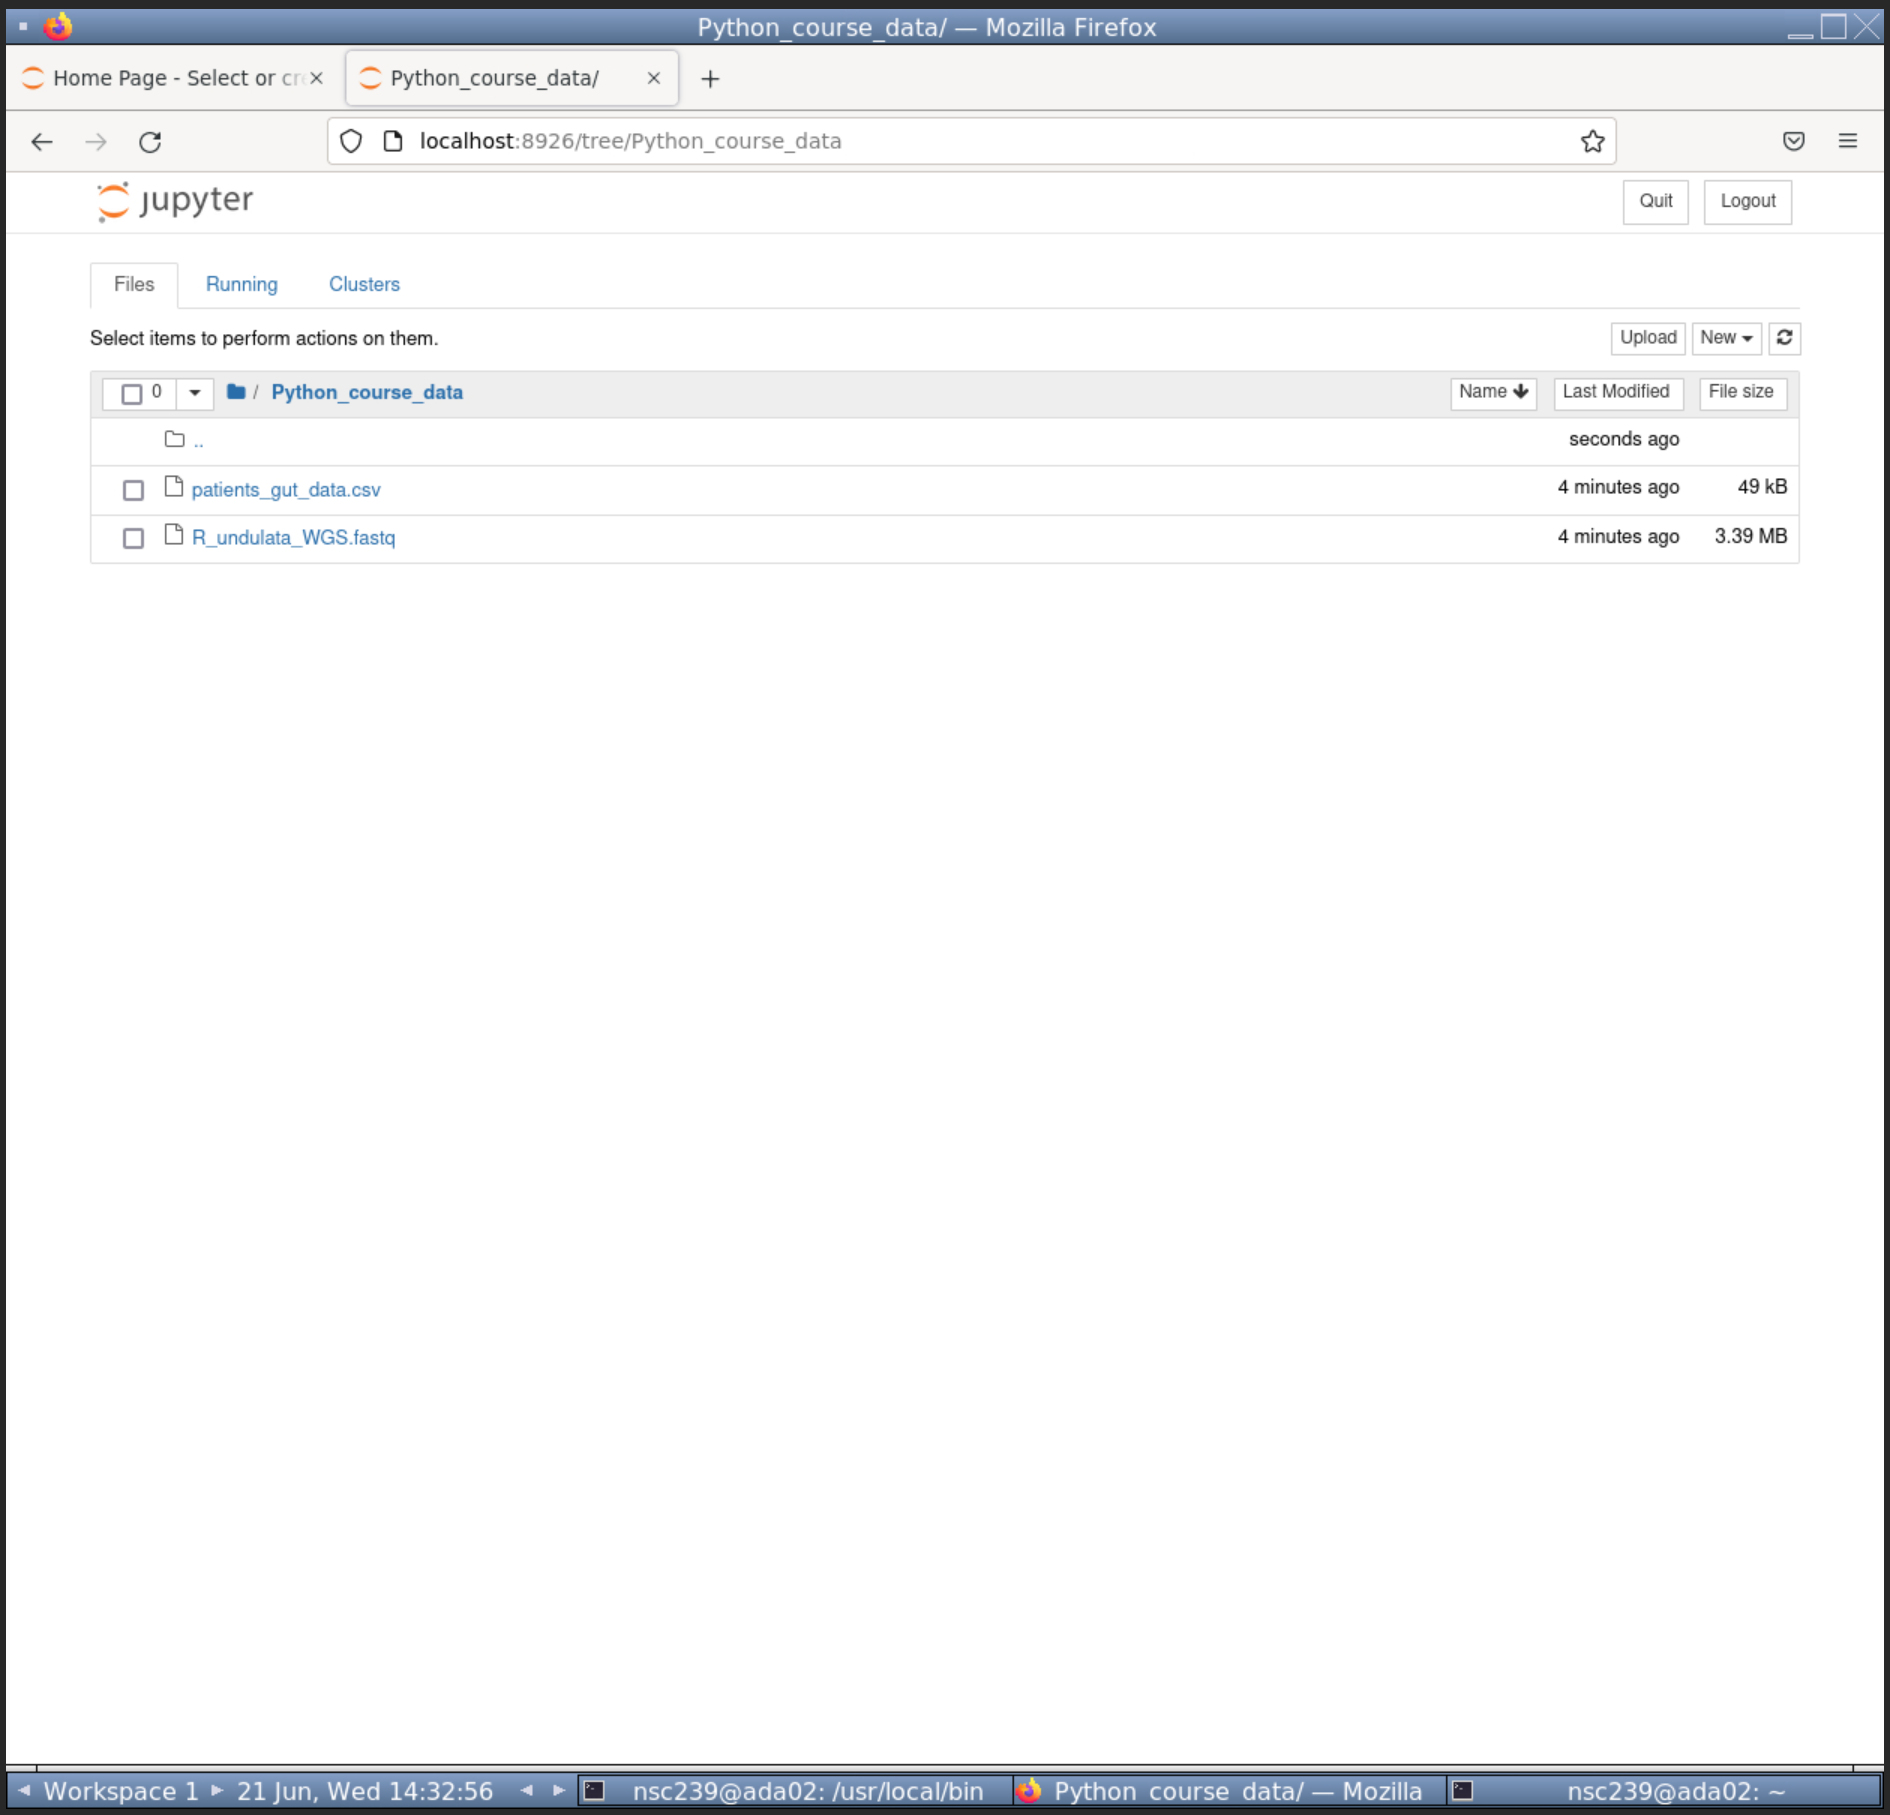 Python_course_data/ — Mozilla Firefox
Home Page - Select or cre
Python_course_data/
localhost:8926/tree/Python_course_data
jupyter
Quit
Logout
Files
Running
Clusters
Select items to perform actions on them.
Upload
New
0
/ Python_course_data
Name
Last Modified
File size
..
seconds ago
patients_gut_data.csv
4 minutes ago
49 kB
R_undulata_WGS.fastq
4 minutes ago
3.39 MB
Workspace 1
21 Jun, Wed 14:32:56
nsc239@ada02: /usr/local/bin
Python_course_data/ — Mozilla
nsc239@ada02: ~